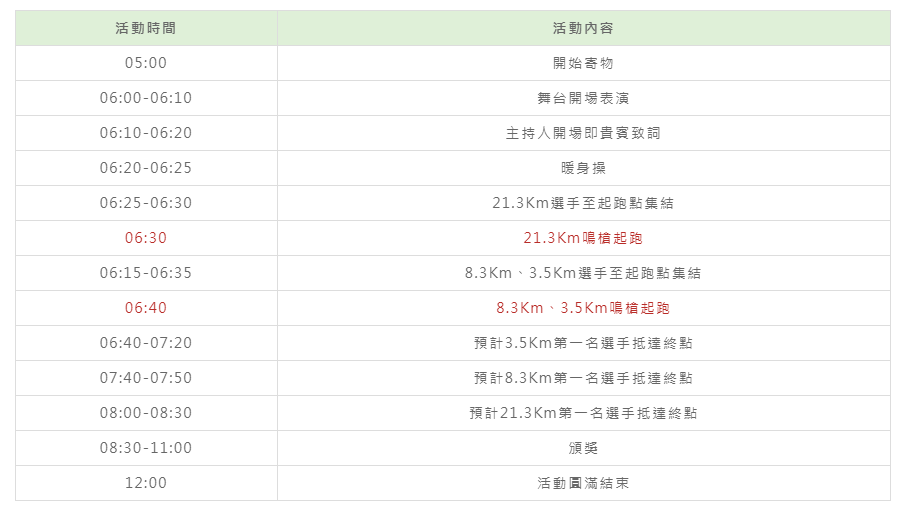 活動時間 活動內容
05:00 開始寄物
06:00-06:10 舞台開場表演
06:10-06:20 主持人開場即貴賓致詞
06:20-06:25 暖身操
06:25-06:30 21.3Km選手至起跑點集結
06:30 21.3Km鳴槍起跑
06:15-06:35 8.3Km、3.5Km選手至起跑點集結
06:40 8.3Km、3.5Km鳴槍起跑
06:40-07:20 預計3.5Km第一名選手抵達終點
07:40-07:50 預計8.3Km第一名選手抵達終點
08:00-08:30 預計21.3Km第一名選手抵達終點
08:30-11:00 頒獎
12:00 活動圓滿結束